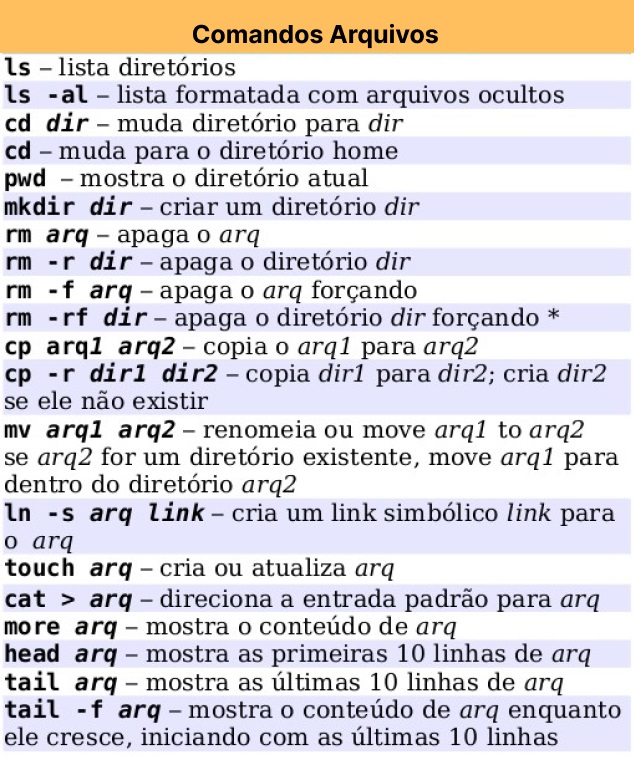 Comandos Arquivos
ls – lista diretórios
ls -al – lista formatada com arquivos ocultos
cd dir – muda diretório para dir
cd – muda para o diretório home
pwd – mostra o diretório atual
mkdir dir – criar um diretório dir
rm arq – apaga o arq
rm -r dir – apaga o diretório dir
rm -f arq – apaga o arq forçando
rm -rf dir – apaga o diretório dir forçando *
cp arq1 arq2 – copia o arq1 para arq2
cp -r dir1 dir2 – copia dir1 para dir2; cria dir2
se ele não existir
mv arq1 arq2 – renomeia ou move arq1 to arq2
se arq2 for um diretório existente, move arq1 para
dentro do diretório arq2
ln -s arq link – cria um link simbólico link para
o arq
touch arq – cria ou atualiza arq
cat > arq – direciona a entrada padrão para arq
more arq – mostra o conteúdo de arq
head arq – mostra as primeiras 10 linhas de arq
tail arq – mostra as últimas 10 linhas de arq
tail -f arq – mostra o conteúdo de arq enquanto
ele cresce, iniciando com as últimas 10 linhas